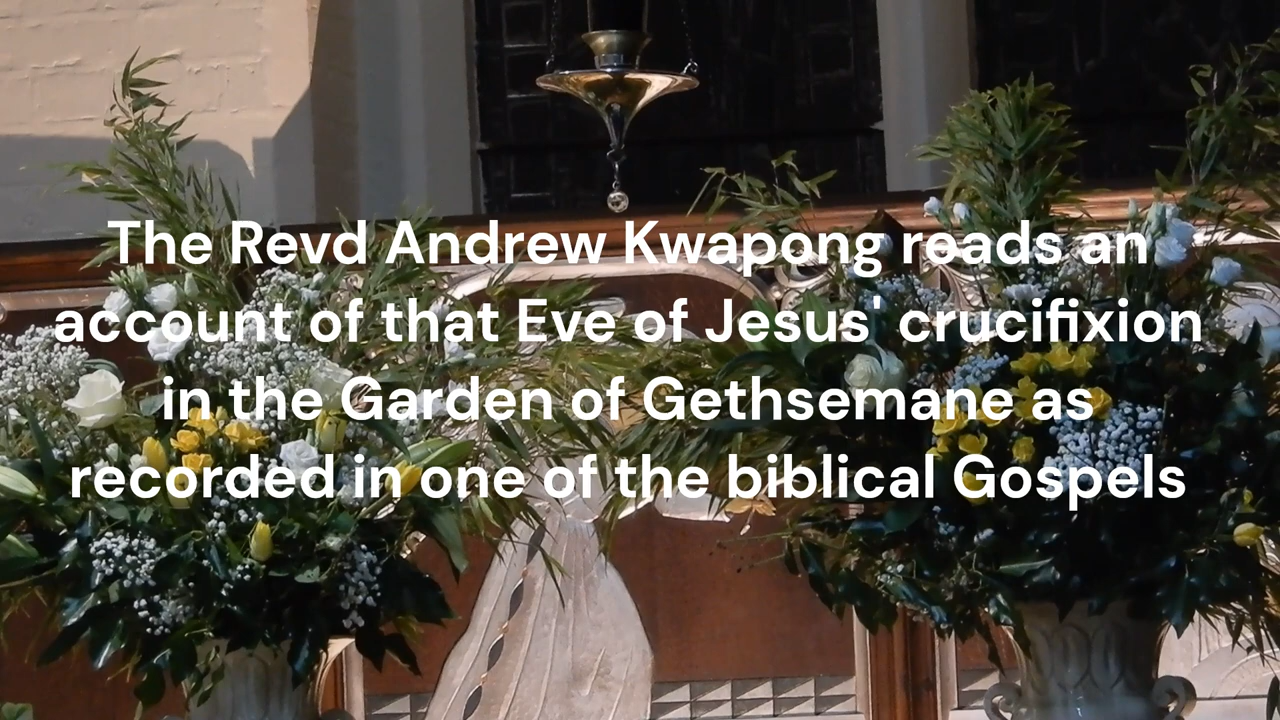 The Revd Andrew Kwapong reads an
account of that Eve of Jesus' crucifixion
in the Garden of Gethsemane as
recorded in one of the biblical Gospels